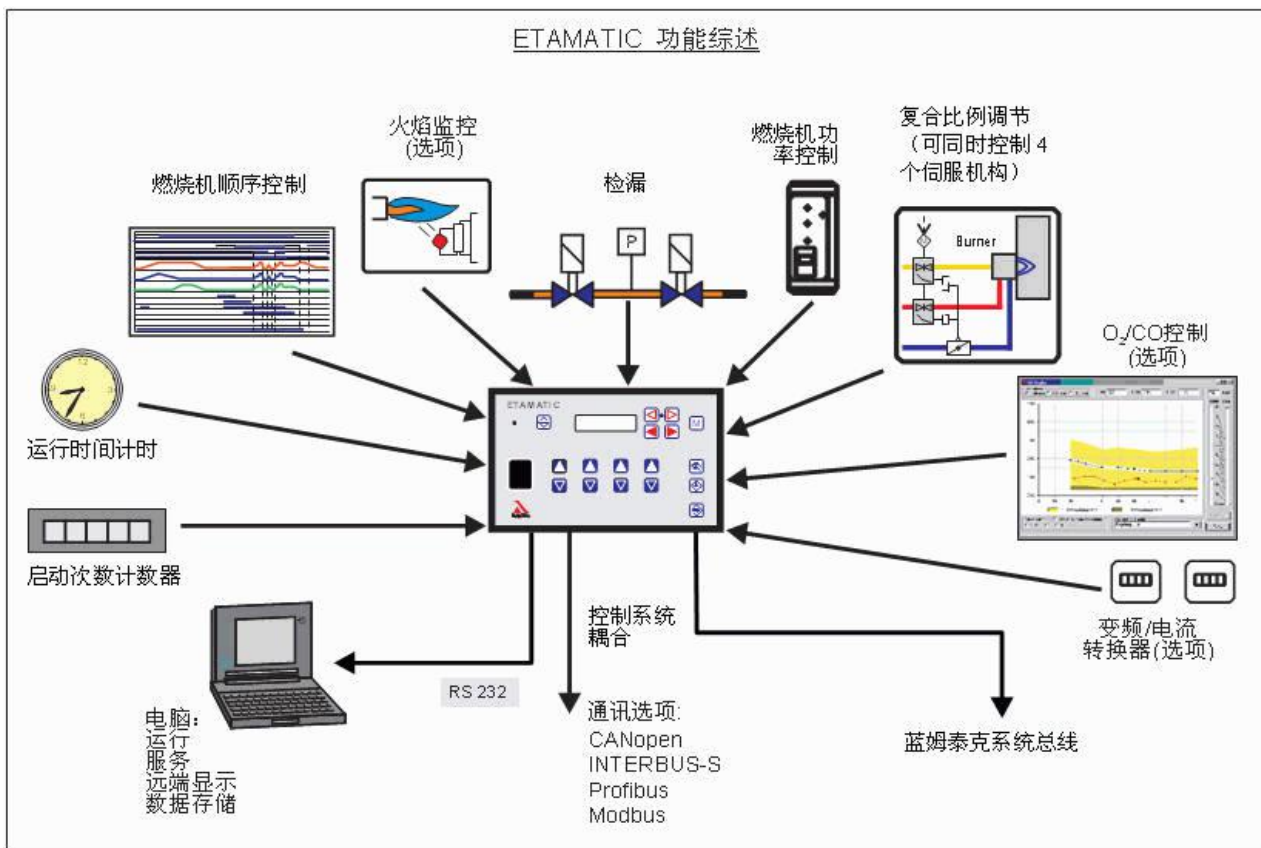 ETAMATIC 功能综述
火焰监控
(选项)
燃烧机顺序控制
检漏
燃烧机功
率控制
复合比例调节
（可同时控制 4
个伺服机构）
P
Burner
O₂/CO控制
(选项)
运行时间计时
ETAMATIC
M
启动次数计数器
变频/电流
转换器(选项)
控制系统
耦合
RS 232
电脑：
运行
服务
远端显示
数据存储
通讯选项:
CANopen
INTERBUS-S
Profibus
Modbus
蓝姆泰克系统总线